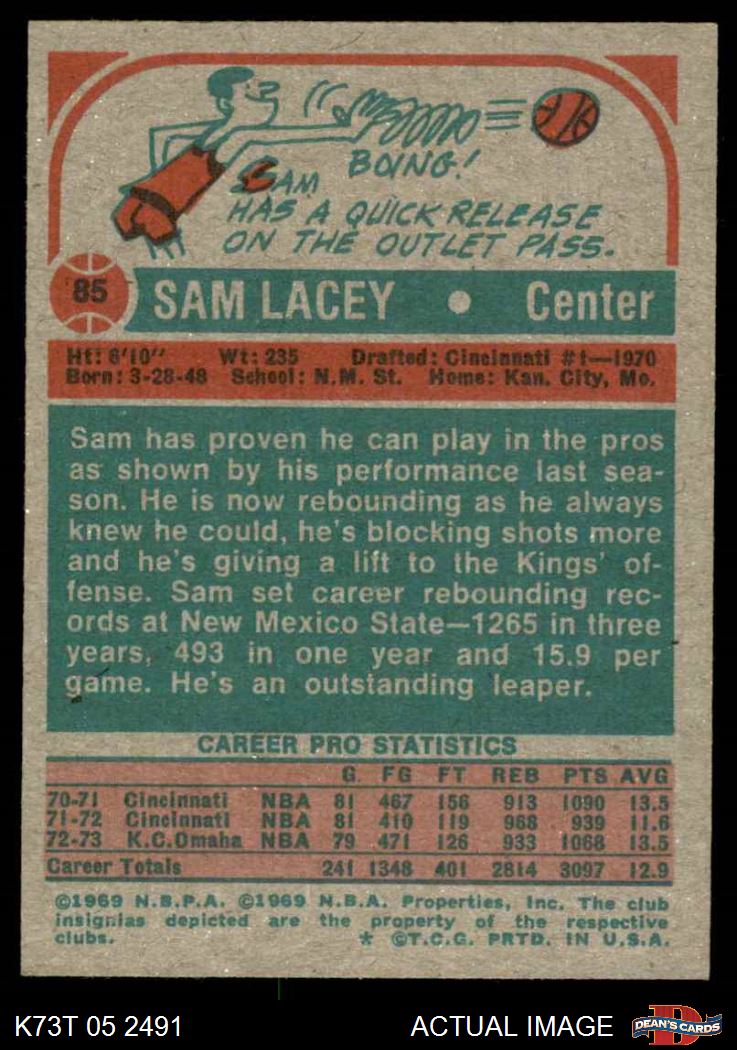 BOING!
SAM
HAS A QUICK RELEASE
ON THE OUTLET PASS.
85
SAM LACEY • Center
Ht: 6'10" Wt: 235 Drafted: Cincinnati #1—1970
Born: 3-28-48 School: N.M. St. Home: Kan. City, Mo.
Sam has proven he can play in the pros
as shown by his performance last sea-
son. He is now rebounding as he always
knew he could, he's blocking shots more
and he's giving a lift to the Kings' of-
fense. Sam set career rebounding rec-
ords at New Mexico State—1265 in three
years, 493 in one year and 15.9 per
game. He's an outstanding leaper.
CAREER PRO STATISTICS
G. FG FT REB PTS AVG
70-71 Cincinnati NBA 81 467 156 913 1090 13.5
71-72 Cincinnati NBA 81 410 119 968 939 11.6
72-73 K.C.Omaha NBA 79 471 126 933 1068 13.5
Career Totals 241 1348 401 2814 3097 12.9
©1969 N.B.P.A. ©1969 N.B.A. Properties, Inc. The club
insignias depicted are the property of the respective
clubs. * ©T.C.G. PRTD. IN U.S.A.
K73T 05 2491 ACTUAL IMAGE DEAN'S CARDS